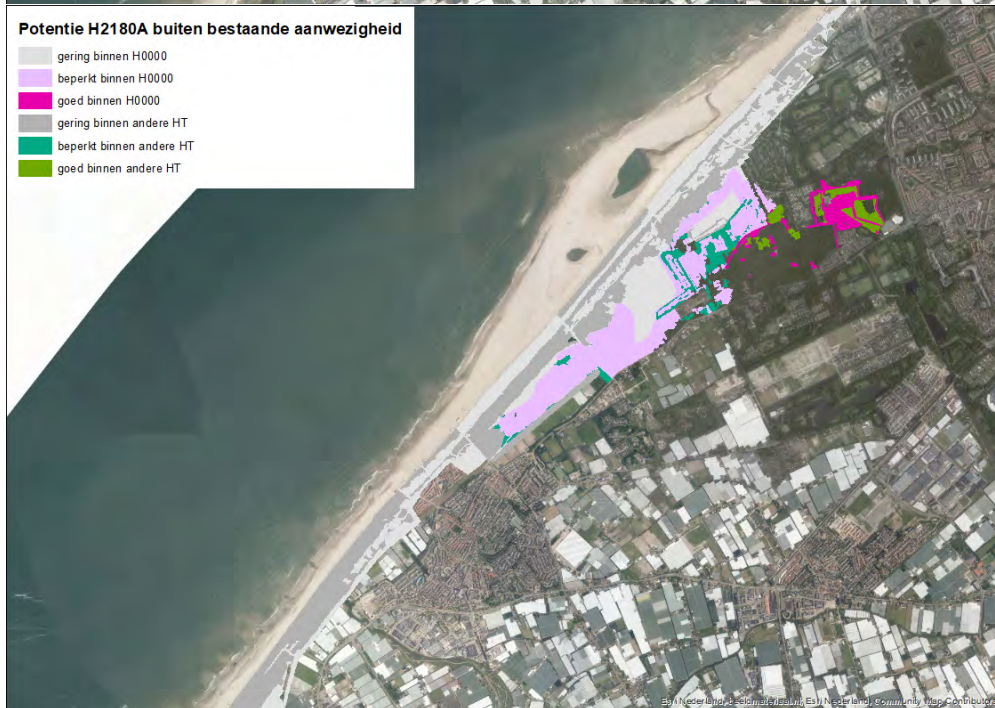 Potentie H2180A buiten bestaande aanwezigheid
gering binnen H0000
beperkt binnen H0000
goed binnen H0000
gering binnen andere HT
beperkt binnen andere HT
goed binnen andere HT
Esri Nederland, beeldmateriaal.nl, Esri Nederland, Community Map Contributors